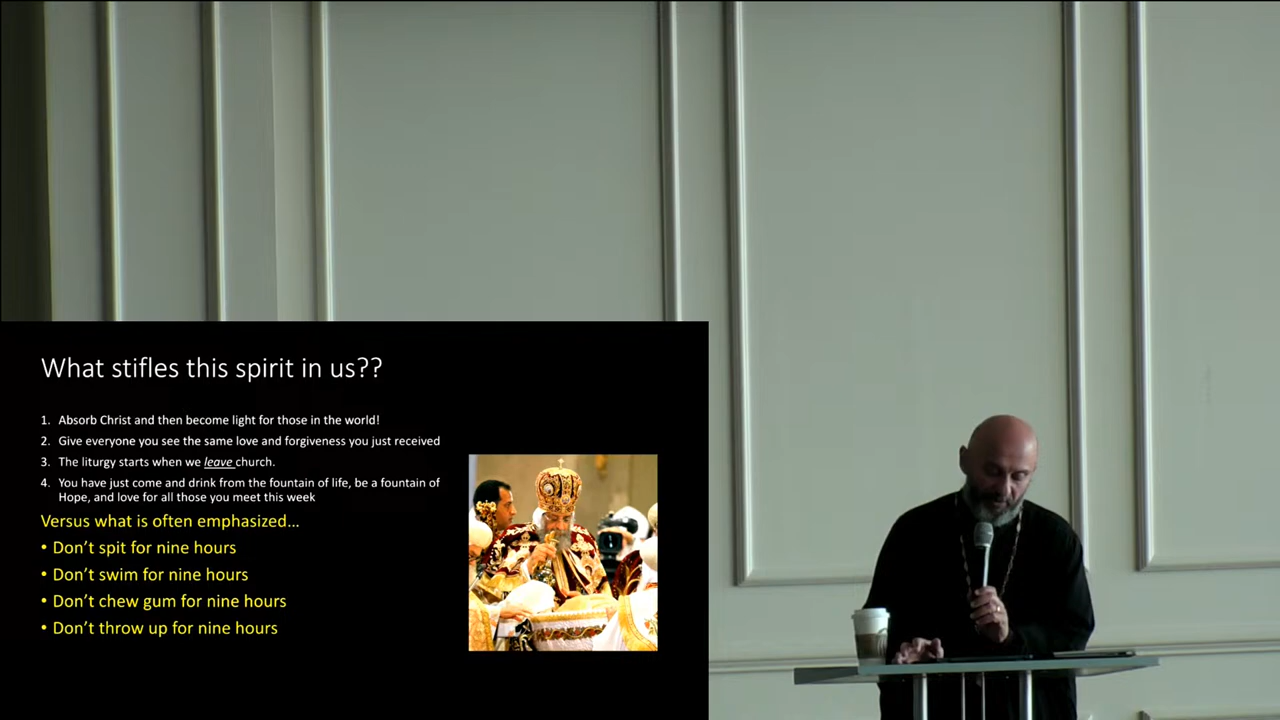 What stifles this spirit in us??
1. Absorb Christ and then become light for those in the world!
2. Give everyone you see the same love and forgiveness you just received
3. The liturgy starts when we leave church.
4. You have just come and drink from the fountain of life, be a fountain of
Hope, and love for all those you meet this week
Versus what is often emphasized...
• Don't spit for nine hours
• Don't swim for nine hours
• Don't chew gum for nine hours
• Don't throw up for nine hours